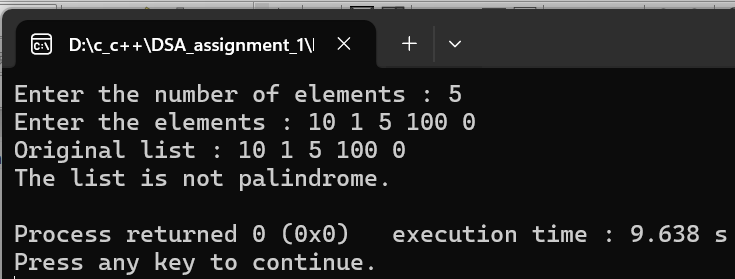 D:\c_c++\DSA_assignment_1\
Enter the number of elements : 5
Enter the elements : 10 1 5 100 0
Original list : 10 1 5 100 0
The list is not palindrome.
Process returned 0 (0x0)   execution time : 9.638 s
Press any key to continue.